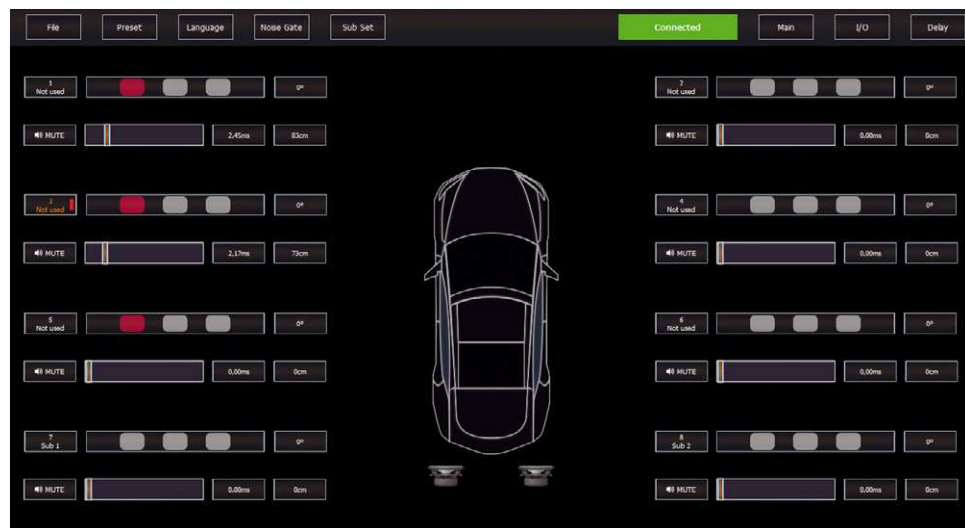 File Preset Language Noise Gate Sub Set Connected Main I/O Delay
1
Not used
0°
2
Not used
0°
MUTE 2,45ms 83cm
MUTE 0,00ms 0cm
3
Not used
0°
4
Not used
0°
MUTE 2,17ms 73cm
MUTE 0,00ms 0cm
5
Not used
0°
6
Not used
0°
MUTE 0,00ms 0cm
MUTE 0,00ms 0cm
7
Sub 1
0°
8
Sub 2
0°
MUTE 0,00ms 0cm
MUTE 0,00ms 0cm